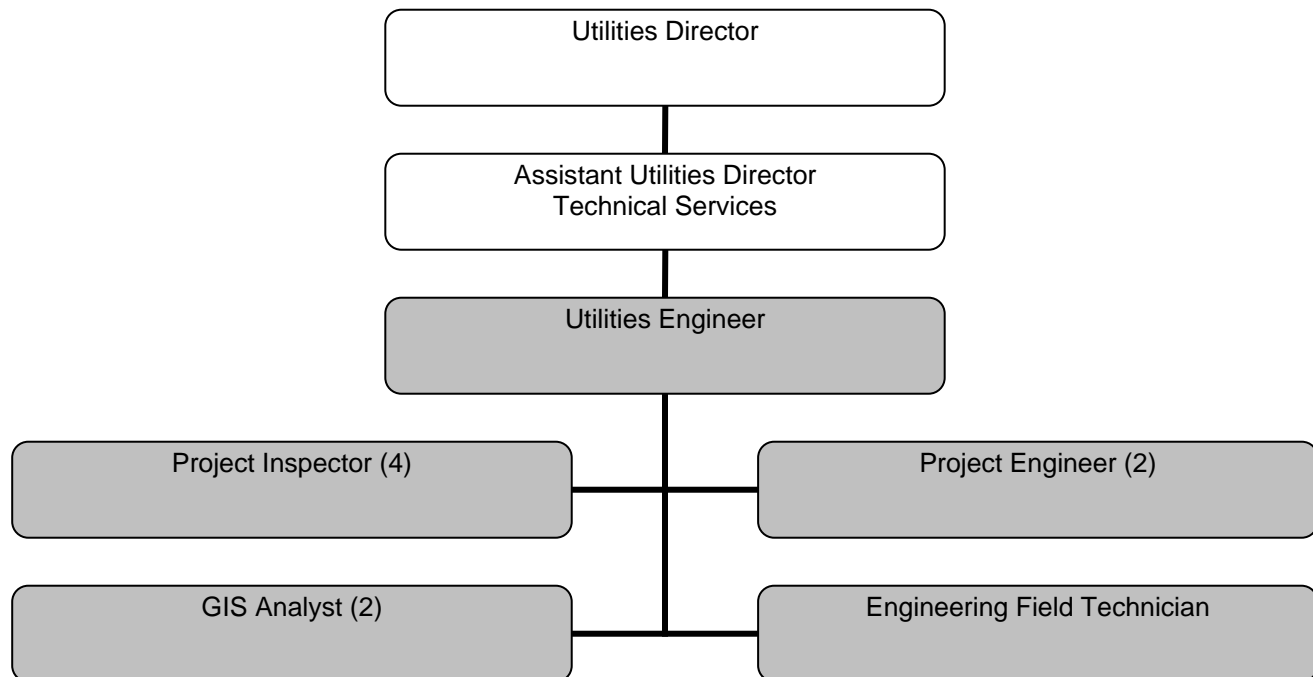 Utilities Director
Assistant Utilities Director
Technical Services
Utilities Engineer
Project Inspector (4)
Project Engineer (2)
GIS Analyst (2)
Engineering Field Technician